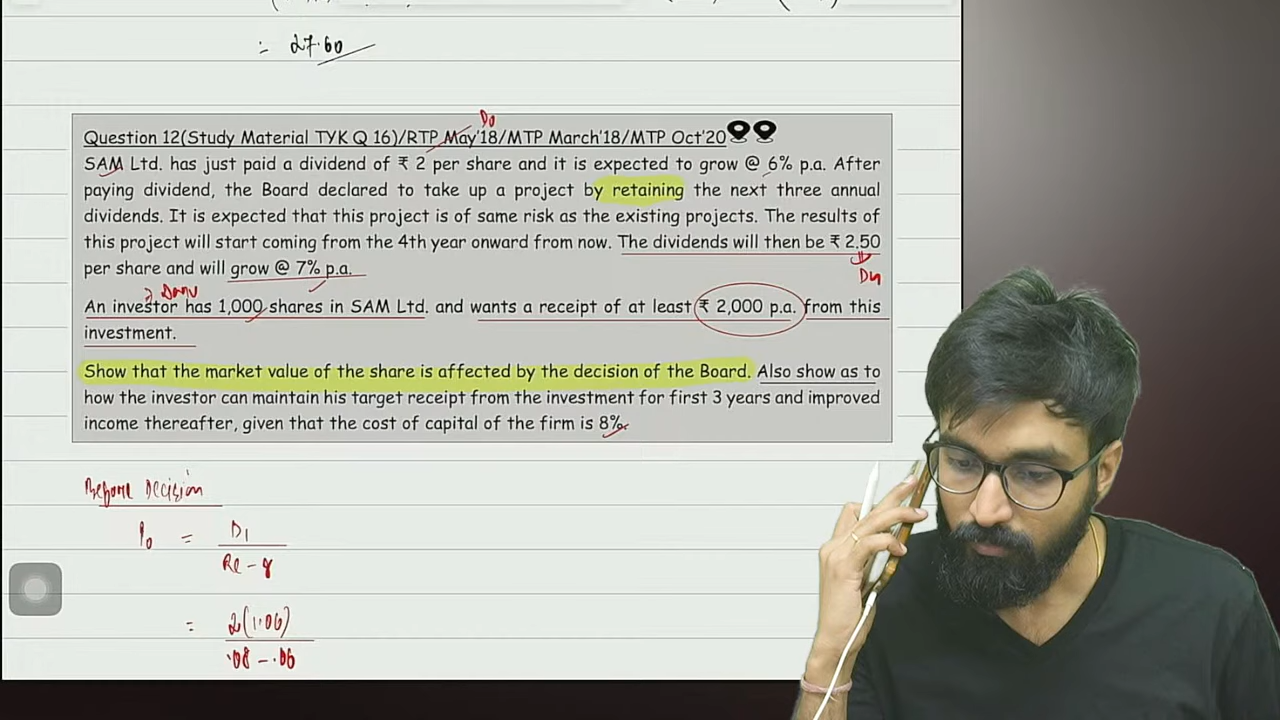 = 27.60
Do
Question 12(Study Material TYK Q 16)/RTP May'18/MTP March'18/MTP Oct'20
SAM Ltd. has just paid a dividend of ₹ 2 per share and it is expected to grow @ 6% p.a. After
paying dividend, the Board declared to take up a project by retaining the next three annual
dividends. It is expected that this project is of same risk as the existing projects. The results of
this project will start coming from the 4th year onward from now. The dividends will then be ₹ 2.50
per share and will grow @ 7% p.a.
D4
An investor has 1,000 shares in SAM Ltd. and wants a receipt of at least ₹ 2,000 p.a. from this
investment.
Show that the market value of the share is affected by the decision of the Board. Also show as to
how the investor can maintain his target receipt from the investment for first 3 years and improved
income thereafter, given that the cost of capital of the firm is 8%.
Before Decision
P0 = D1
Re - g
= 2(1.06)
.08 - .06